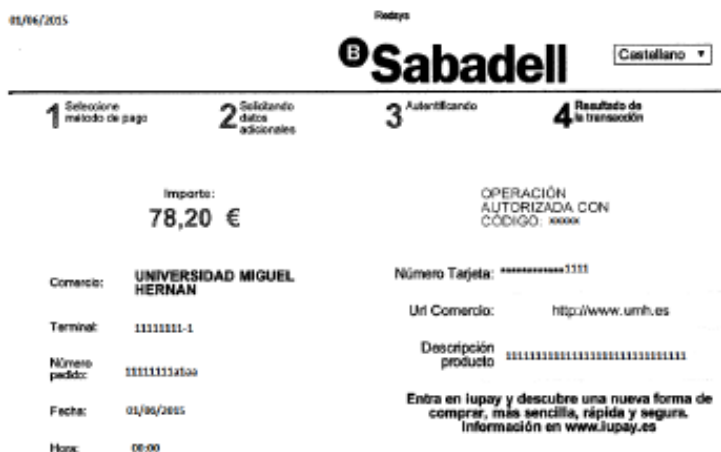 01/06/2015
Redsys
B Sabadell
Castellano
1 Seleccione método de pago
2 Solicitando datos adicionales
3 Autentificando
4 Resultado de la transacción
Importe:
78,20 €
OPERACIÓN
AUTORIZADA CON
CÓDIGO: xxxxx
Comercio: UNIVERSIDAD MIGUEL
HERNAN
Terminal: 11111111-1
Número
pedido:
Fecha: 01/06/2015
Hora: 00:00
Número Tarjeta: ************1111
Url Comercio: http://www.umh.es
Descripción
producto
Entra en iupay y descubre una nueva forma de
comprar, más sencilla, rápida y segura.
Información en www.iupay.es